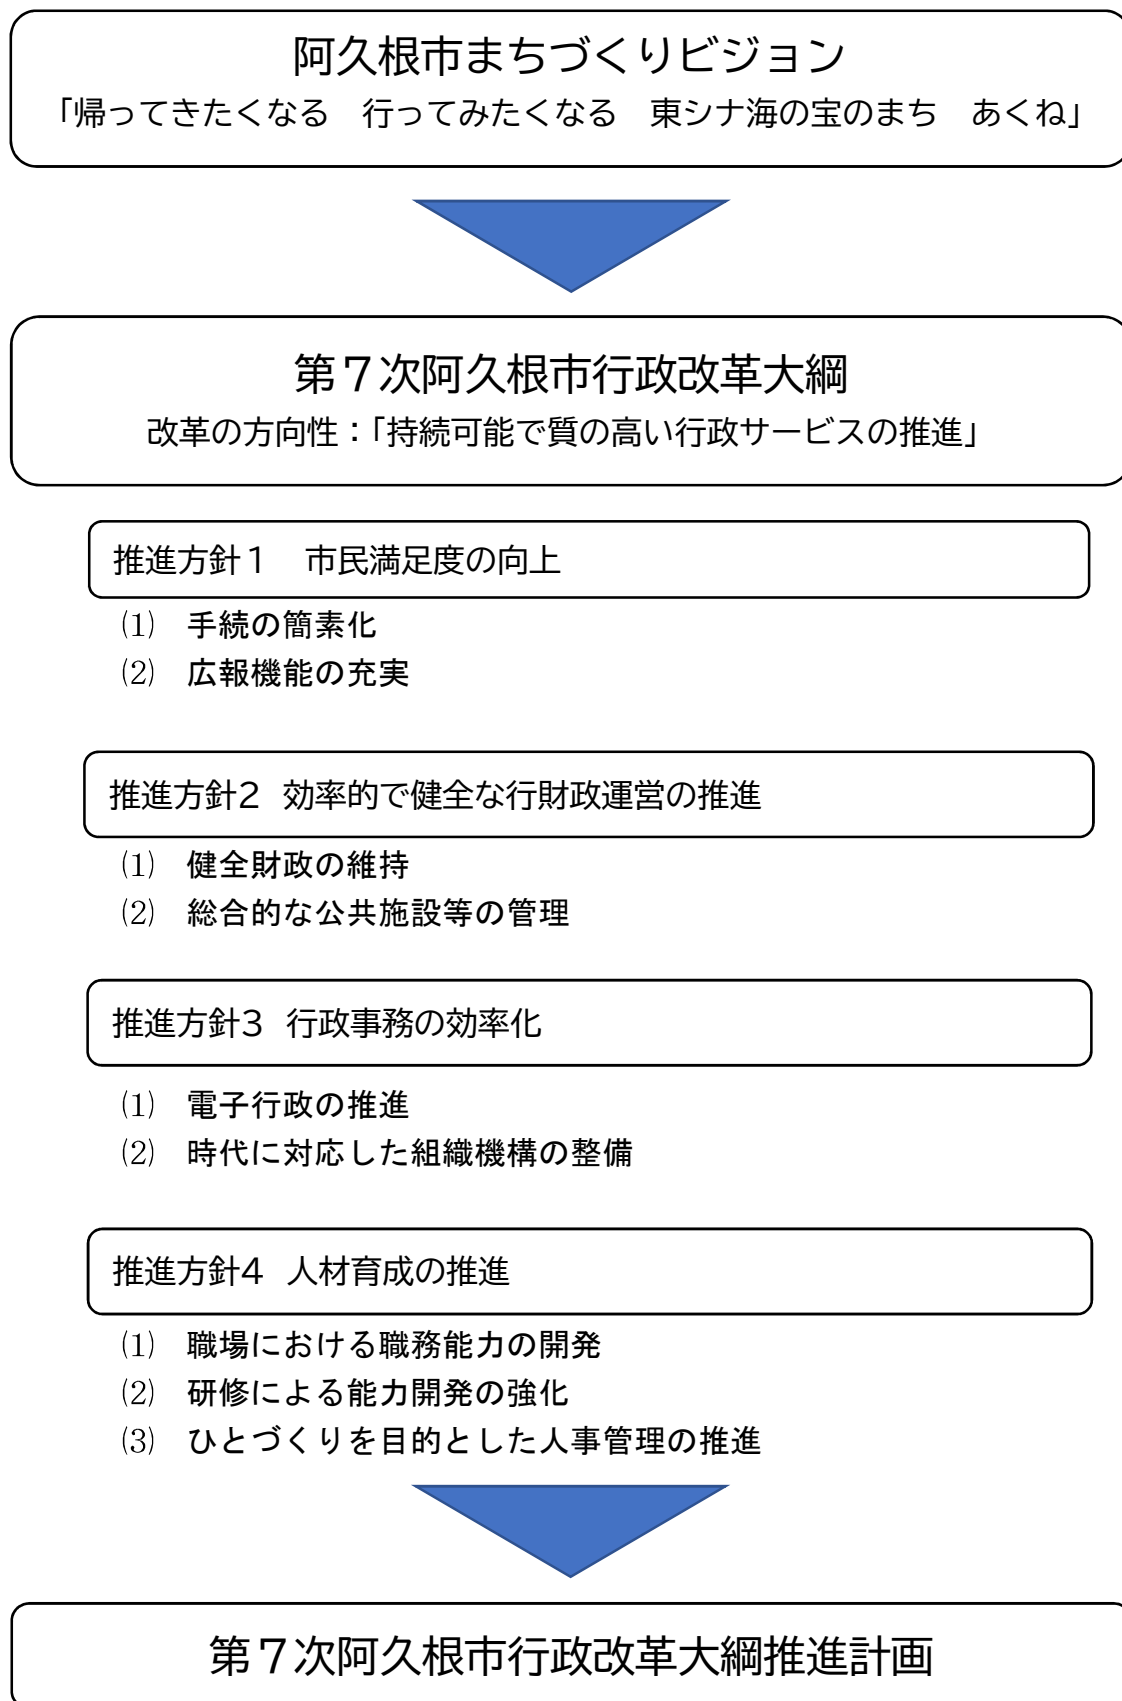 阿久根市まちづくりビジョン
「帰ってきたくなる　行ってみたくなる　東シナ海の宝のまち　あくね」
第７次阿久根市行政改革大綱
改革の方向性：「持続可能で質の高い行政サービスの推進」
推進方針１　市民満足度の向上
⑴　手続の簡素化
⑵　広報機能の充実
推進方針２　効率的で健全な行財政運営の推進
⑴　健全財政の維持
⑵　総合的な公共施設等の管理
推進方針３　行政事務の効率化
⑴　電子行政の推進
⑵　時代に対応した組織機構の整備
推進方針４　人材育成の推進
⑴　職場における職務能力の開発
⑵　研修による能力開発の強化
⑶　ひとづくりを目的とした人事管理の推進
第７次阿久根市行政改革大綱推進計画